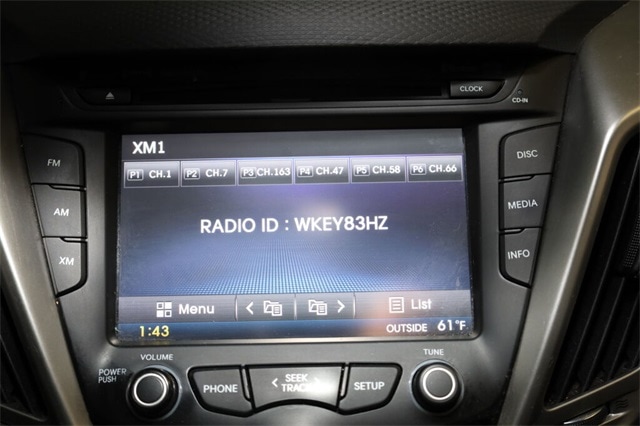 CLOCK
CD-IN
XM1
P1 CH.1 P2 CH.7 P3 CH.163 P4 CH.47 P5 CH.58 P6 CH.66
FM
AM
XM
DISC
MEDIA
INFO
RADIO ID : WKEY83HZ
Menu
List
1:43
OUTSIDE 61°F
VOLUME
POWER
PUSH
PHONE
SEEK
TRACK
SETUP
TUNE